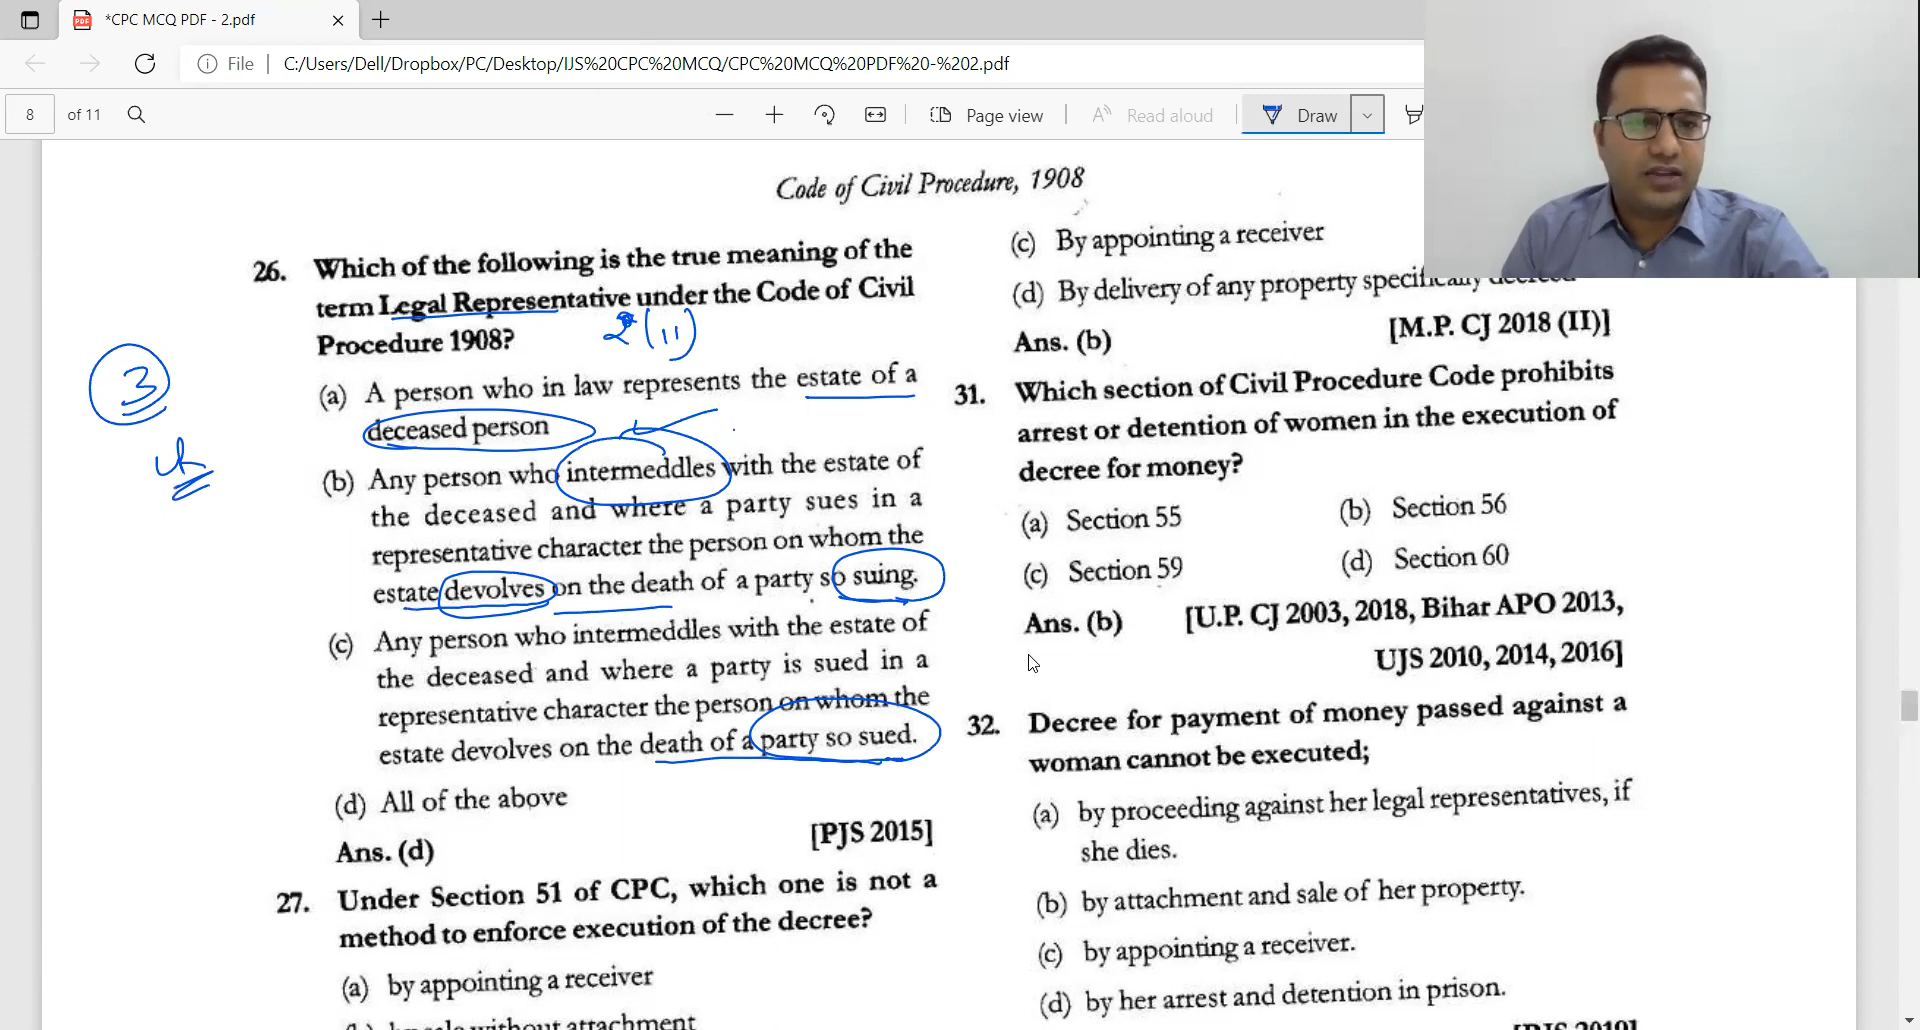 *CPC MCQ PDF - 2.pdf
File
C:/Users/Dell/Dropbox/PC/Desktop/IJS%20CPC%20MCQ/CPC%20MCQ%20PDF%20-%202.pdf
8 of 11
Page view
Read aloud
Draw
Code of Civil Procedure, 1908
26. Which of the following is the true meaning of the
term Legal Representative under the Code of Civil
Procedure 1908?
2 (11)
3
(a) A person who in law represents the estate of a
deceased person
(b) Any person who intermeddles with the estate of
the deceased and where a party sues in a
representative character the person on whom the
estate devolves on the death of a party so suing.
(c) Any person who intermeddles with the estate of
the deceased and where a party is sued in a
representative character the person on whom the
estate devolves on the death of a party so sued.
(d) All of the above
Ans. (d) [PJS 2015]
27. Under Section 51 of CPC, which one is not a
method to enforce execution of the decree?
(a) by appointing a receiver
without attachment
(c) By appointing a receiver
(d) By delivery of any property specifically decreed
Ans. (b) [M.P. CJ 2018 (II)]
31. Which section of Civil Procedure Code prohibits
arrest or detention of women in the execution of
decree for money?
(a) Section 55 (b) Section 56
(c) Section 59 (d) Section 60
Ans. (b) [U.P. CJ 2003, 2018, Bihar APO 2013,
UJS 2010, 2014, 2016]
32. Decree for payment of money passed against a
woman cannot be executed;
(a) by proceeding against her legal representatives, if
she dies.
(b) by attachment and sale of her property.
(c) by appointing a receiver.
(d) by her arrest and detention in prison.